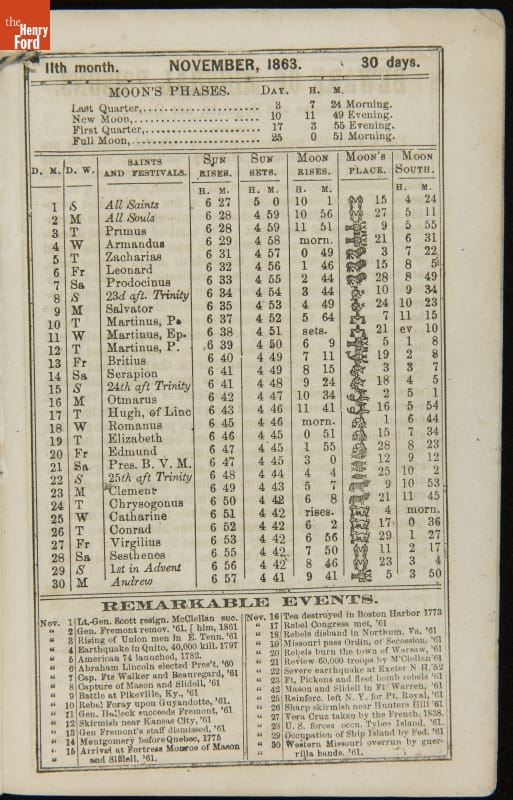 the
Henry
Ford
11th month. NOVEMBER, 1863. 30 days.
MOON'S PHASES. DAY. H. M.
Last Quarter,...................... 3 7 24 Morning.
New Moon,...................... 10 11 49 Evening.
First Quarter,...................... 17 3 55 Evening.
Full Moon,...................... 25 0 51 Morning.
D. M. D. W. SAINTS AND FESTIVALS. SUN RISES. SUN SETS. MOON RISES. MOON'S PLACE. MOON SOUTH.
H. M. H. M. H. M. H. M.
1 S All Saints 6 27 5 0 10 1 15 4 24
2 M All Souls 6 28 4 59 10 56 27 5 11
3 T Primus 6 28 4 59 11 51 9 5 55
4 W Armandus 6 29 4 58 morn. 21 6 31
5 T Zacharias 6 31 4 57 0 49 3 7 22
6 Fr Leonard 6 32 4 56 1 46 15 8 5
7 Sa Prodocinus 6 33 4 55 2 44 28 8 49
8 S 23d aft. Trinity 6 34 4 54 3 44 10 9 34
9 M Salvator 6 35 4 53 4 49 24 10 23
10 T Martinus, P. 6 37 4 52 5 64 7 11 15
11 W Martinus, Ep. 6 38 4 51 sets. 21 ev 10
12 T Martinus, P. 6 39 4 50 6 9 5 1 8
13 Fr Britius 6 40 4 49 7 11 19 2 8
14 Sa Serapion 6 41 4 49 8 15 3 3 7
15 S 24th aft Trinity 6 41 4 48 9 24 18 4 5
16 M Otmarus 6 42 4 47 10 34 2 5 1
17 T Hugh, of Linc 6 43 4 46 11 41 16 5 54
18 W Romanus 6 45 4 46 morn. 1 6 44
19 T Elizabeth 6 46 4 45 0 51 15 7 34
20 Fr Edmund 6 47 4 45 1 55 28 8 23
21 Sa Pres. B. V. M. 6 47 4 45 3 0 12 9 12
22 S 25th aft Trinity 6 48 4 44 4 4 25 10 2
23 M Clement 6 49 4 43 5 7 9 10 53
24 T Chrysogonus 6 50 4 42 6 8 21 11 45
25 W Catharine 6 51 4 42 rises. 4 morn.
26 T Conrad 6 52 4 42 6 2 17 0 36
27 Fr Virgilius 6 53 4 42 6 56 29 1 27
28 Sa Sesthenes 6 55 4 42 7 50 11 2 17
29 S 1st in Advent 6 56 4 42 8 46 23 3 4
30 M Andrew 6 57 4 41 9 41 5 3 50
REMARKABLE EVENTS.
Nov. 1 Lt.-Gen. Scott resign. McClellan suc.
" 2 Gen. Fremont remov. '61. [ him, 1861
" 3 Rising of Union men in E. Tenn. '61
" 4 Earthquake in Quito, 40,000 kill. 1797
" 5 American 74 launched, 1782.
" 6 Abraham Lincoln elected Pres't. '60
" 7 Cap. Fts Walker and Beauregard, '61
" 8 Capture of Mason and Slidell, '61
" 9 Battle at Pikeville, Ky., '61
" 10 Rebel Foray upon Guyandotte, '61.
" 11 Gen. Halleck succeeds Fremont, '61
" 12 Skirmish near Kansas City, '61.
" 13 Gen Fremont's staff dismissed, '61
" 14 Montgomery before Quebec, 1775
" 15 Arrival at Fortress Monroe of Mason
" and Slidell, '61.
Nov. 16 Tea destroyed in Boston Harbor 1773
" 17 Rebel Congress met, '61
" 18 Rebels disband in Northum. Va. '61
" 19 Missouri pass Ordin. of Secession, '61
" 20 Rebels burn the town of Warsaw, '61
" 21 Review 60,000 troops by M'Clellan '61
" 22 Severe earthquake at Exeter N H. '52
" 23 Ft, Pickens and fleet bomb rebels '61
" 24 Mason and Slidell in Ft' Warren, '61
" 25 Reinforc. left N. Y. for Pt. Royal, '61
" 26 Sharp skirmish near Hunters Hill '61
" 27 Vera Cruz taken by the French, 1838.
" 28 U. S. forces occu. Tybes Island, '61.
" 29 Occupation of Ship Island by Fed. '61
" 30 Western Missouri overrun by guer-
" rilla bands. '61.